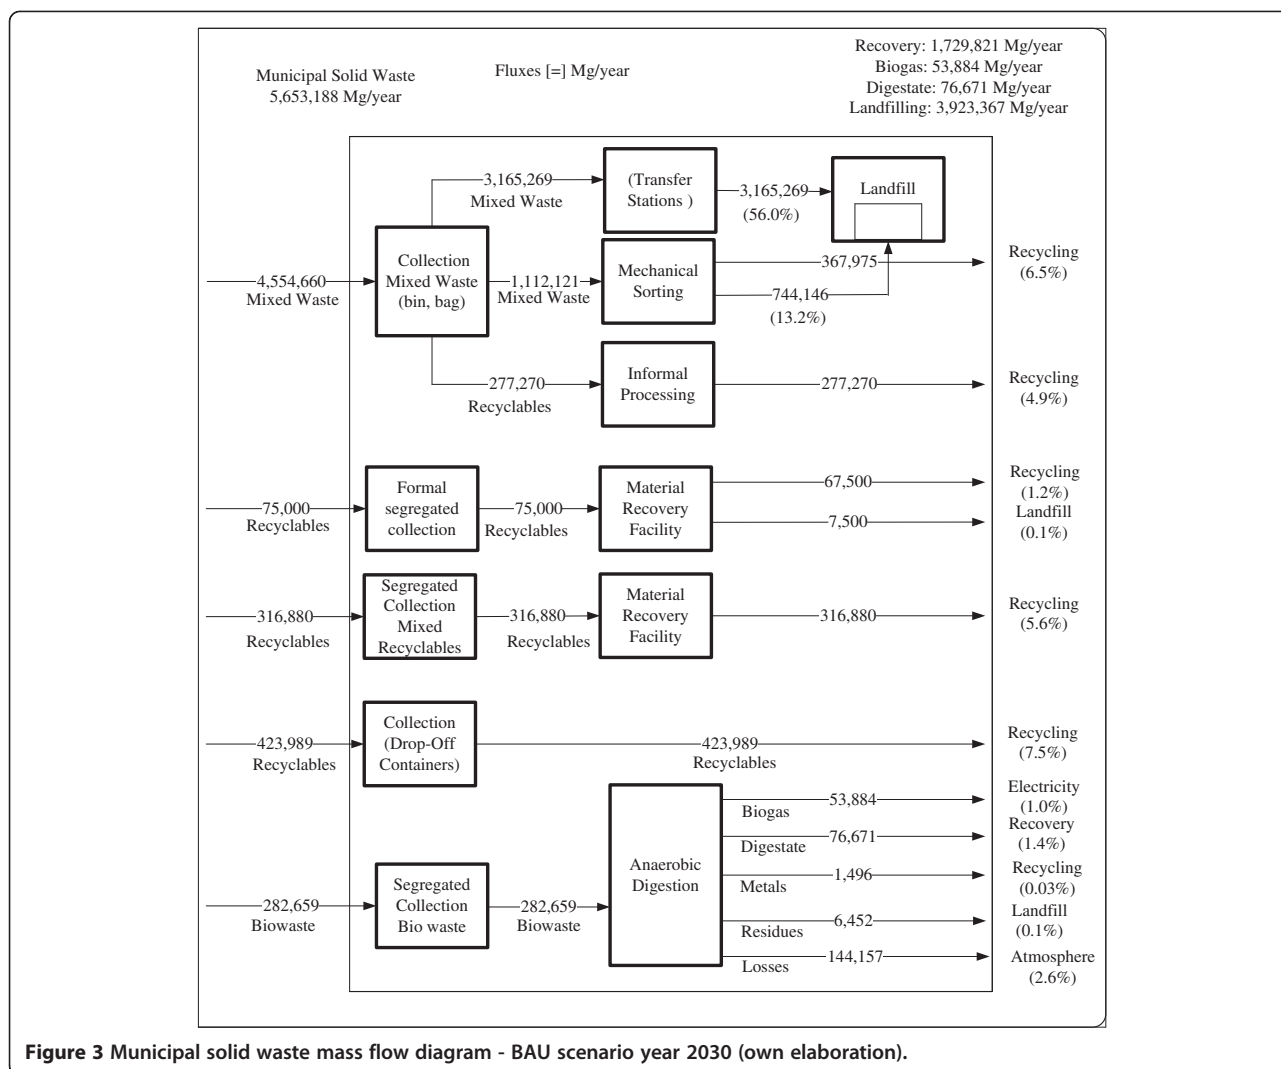 Municipal Solid Waste
5,653,188 Mg/year
Fluxes [=] Mg/year
Recovery: 1,729,821 Mg/year
Biogas: 53,884 Mg/year
Digestate: 76,671 Mg/year
Landfilling: 3,923,367 Mg/year
4,554,660
Mixed Waste
Collection
Mixed Waste
(bin, bag)
3,165,269
Mixed Waste
(Transfer
Stations )
3,165,269
(56.0%)
Landfill
1,112,121
Mixed Waste
Mechanical
Sorting
367,975
Recycling
(6.5%)
744,146
(13.2%)
277,270
Recyclables
Informal
Processing
277,270
Recycling
(4.9%)
75,000
Recyclables
Formal
segregated
collection
75,000
Recyclables
Material
Recovery
Facility
67,500
Recycling
(1.2%)
7,500
Landfill
(0.1%)
316,880
Recyclables
Segregated
Collection
Mixed
Recyclables
316,880
Recyclables
Material
Recovery
Facility
316,880
Recycling
(5.6%)
423,989
Recyclables
Collection
(Drop-Off
Containers)
423,989
Recyclables
Recycling
(7.5%)
282,659
Biowaste
Segregated
Collection
Bio waste
282,659
Biowaste
Anaerobic
Digestion
53,884
Biogas
Electricity
(1.0%)
76,671
Digestate
Recovery
(1.4%)
1,496
Metals
Recycling
(0.03%)
6,452
Residues
Landfill
(0.1%)
144,157
Losses
Atmosphere
(2.6%)
Figure 3 Municipal solid waste mass flow diagram - BAU scenario year 2030 (own elaboration).